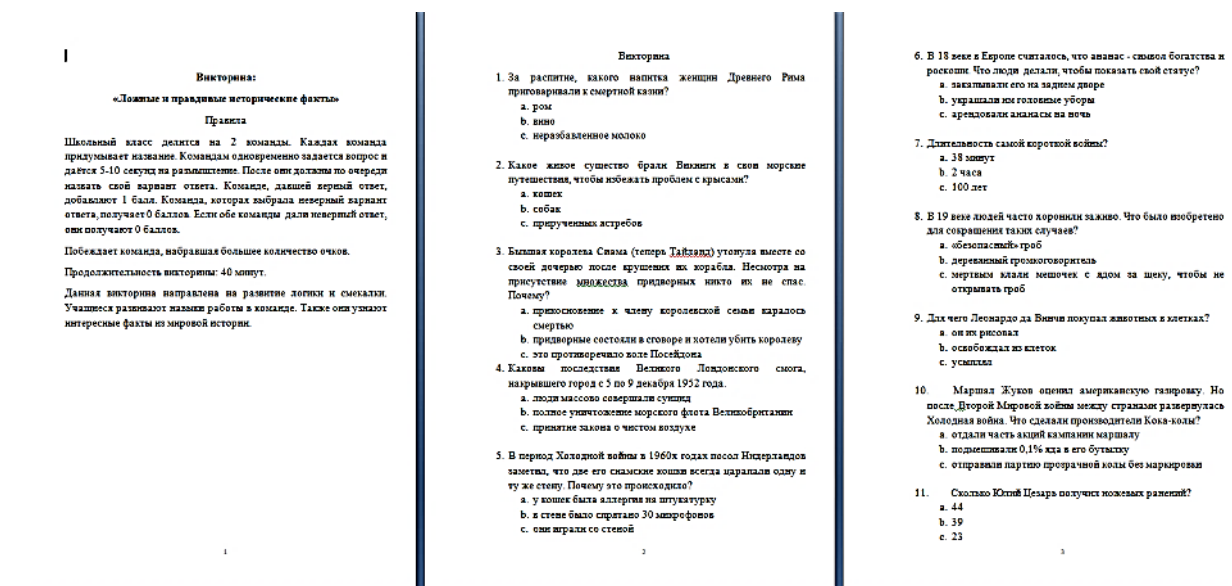 Викторина:
«Ложные и правдивые исторические факты»
Правила
Школьный класс делится на 2 команды. Каждая команда
придумывает название. Командам одновременно задается вопрос и
даётся 5-10 секунд на размышление. После они должны по очереди
назвать свой вариант ответа. Команде, давшей верный ответ,
добавляют 1 балл. Команда, которая выбрала неверный вариант
ответа, получает 0 баллов. Если обе команды дали неверный ответ,
они получают 0 баллов.
Побеждает команда, набравшая большее количество очков.
Продолжительность викторины: 40 минут.
Данная викторина направлена на развитие логики и смекалки.
Учащиеся развивают навыки работы в команде. Также они узнают
интересные факты из мировой истории.
1
Викторина
1. За распитие, какого напитка женщин Древнего Рима
приговаривали к смертной казни?
a. ром
b. вино
c. неразбавленное молоко
2. Какое живое существо брали Викинги в свои морские
путешествия, чтобы избежать проблем с крысами?
a. кошек
b. собак
c. прирученных ястребов
3. Бывшая королева Сиама (теперь Тайланд) утонула вместе со
своей дочерью после крушения их корабля. Несмотря на
присутствие множества придворных никто их не спас.
Почему?
a. прикосновение к члену королевской семьи каралось
смертью
b. придворные состояли в сговоре и хотели убить королеву
c. это противоречило воле Посейдона
4. Каковы последствия Великого Лондонского смога,
накрывшего город с 5 по 9 декабря 1952 года.
a. люди массово совершали суицид
b. полное уничтожение морского флота Великобритании
c. принятие закона о чистом воздухе
5. В период Холодной войны в 1960х годах посол Нидерландов
заметил, что две его сиамские кошки всегда царапали одну и
ту же стену. Почему это происходило?
a. у кошек была аллергия на штукатурку
b. в стене было спрятано 30 микрофонов
c. они играли со стеной
2
6. В 18 веке в Европе считалось, что ананас - символ богатства и
роскоши. Что люди делали, чтобы показать свой статус?
a. закапывали его на заднем дворе
b. украшали им головные уборы
c. арендовали ананасы на ночь
7. Длительность самой короткой войны?
a. 38 минут
b. 2 часа
c. 100 лет
8. В 19 веке людей часто хоронили заживо. Что было изобретено
для сокращения таких случаев?
a. «безопасный» гроб
b. деревянный громкоговоритель
c. мертвым клали мешочек с ядом за щеку, чтобы не
открывать гроб
9. Для чего Леонардо да Винчи покупал животных в клетках?
a. он их рисовал
b. освобождал из клеток
c. усыплял
10. Маршал Жуков оценил американскую газировку. Но
после Второй Мировой войны между странами развернулась
Холодная война. Что сделали производители Кока-колы?
a. отдали часть акций кампании маршалу
b. подмешивали 0,1% яда в его бутылку
c. отправили партию прозрачной колы без маркировки
11. Сколько Юлий Цезарь получил ножевых ранений?
a. 44
b. 39
c. 23
3